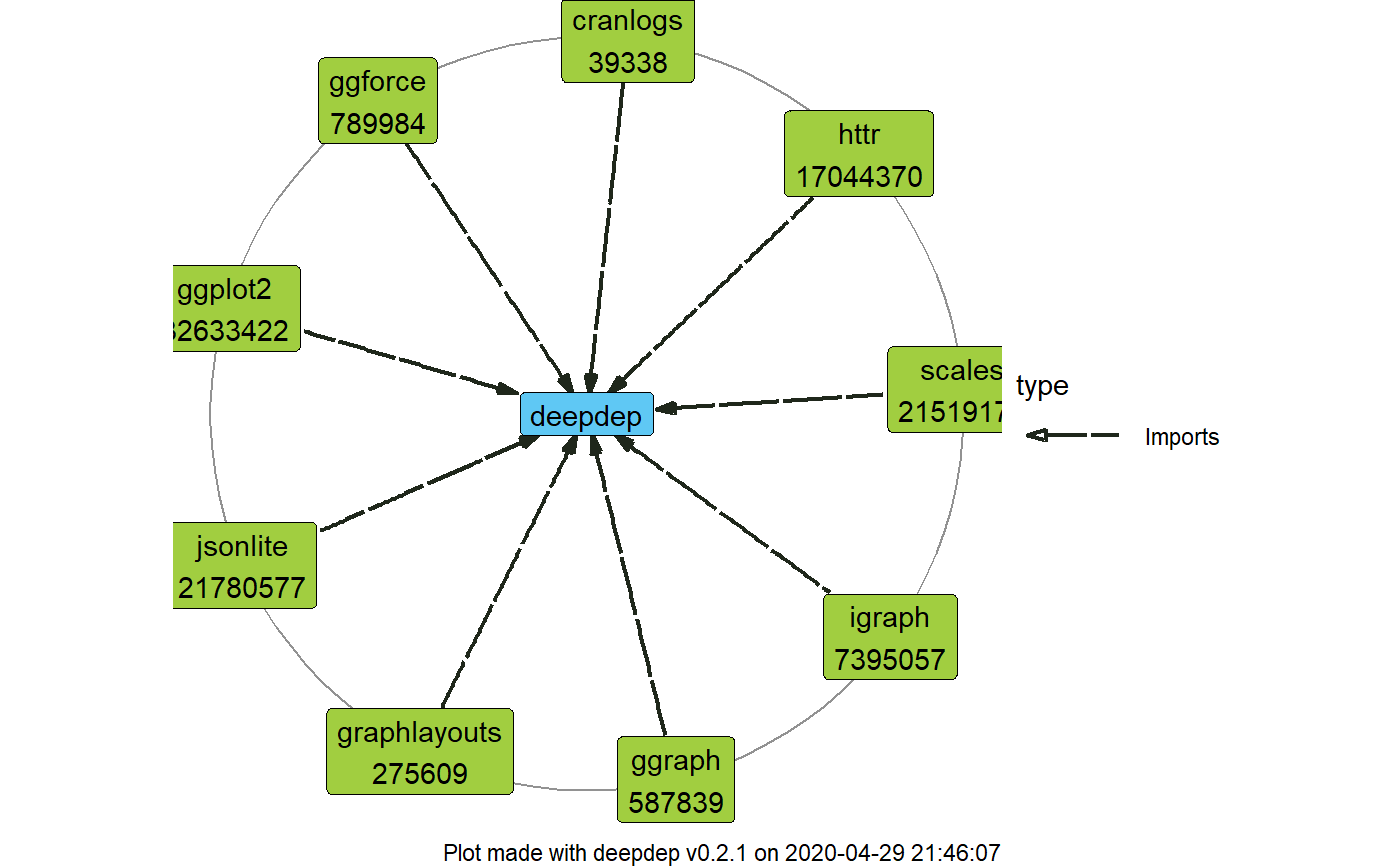 cranlogs
39338
ggforce
789984
httr
17044370
ggplot2
32633422
scales
2151917
type
deepdep
Imports
jsonlite
21780577
igraph
7395057
graphlayouts
275609
ggraph
587839
Plot made with deepdep v0.2.1 on 2020-04-29 21:46:07